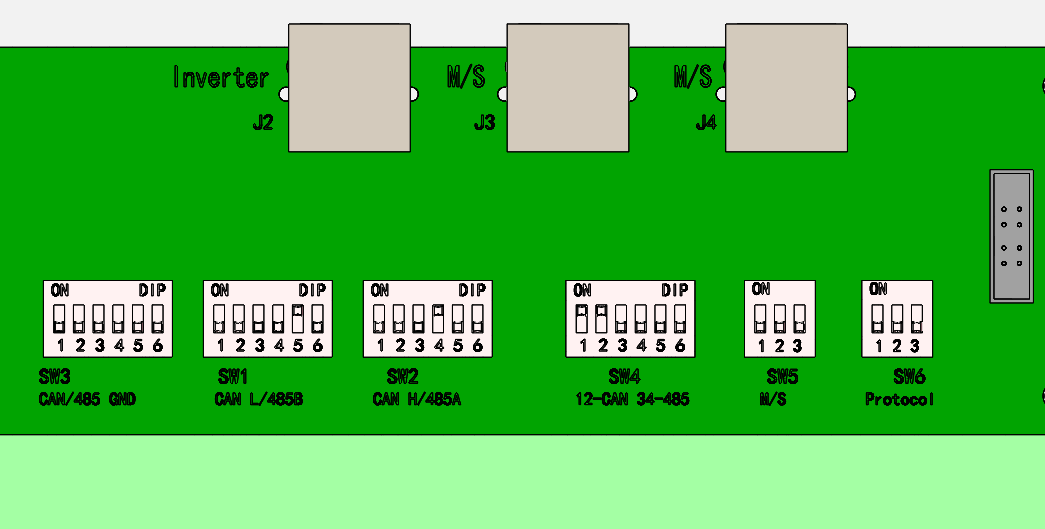 Inverter M/S M/S
J2 J3 J4
ON DIP ON DIP ON DIP ON DIP ON ON
1 2 3 4 5 6 1 2 3 4 5 6 1 2 3 4 5 6 1 2 3 4 5 6 1 2 3 1 2 3
SW3 SW1 SW2 SW4 SW5 SW6
CAN/485 GND CAN L/485B CAN H/485A 12-CAN 34-485 M/S Protocol